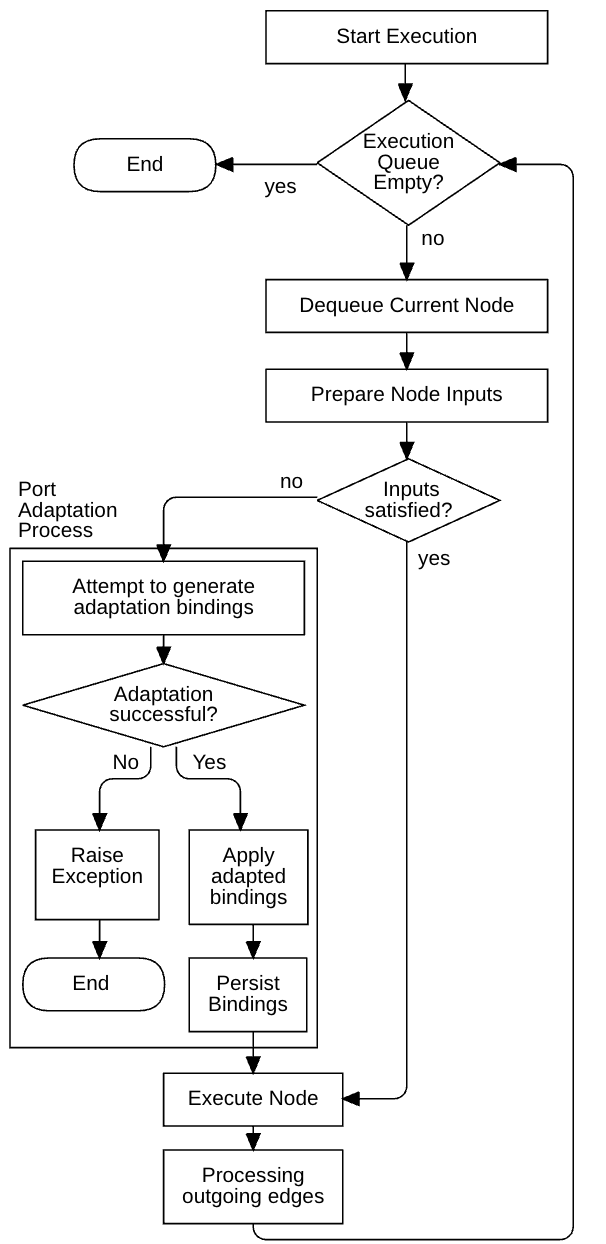 Start Execution
Execution
Queue
Empty?
End
yes
no
Dequeue Current Node
Prepare Node Inputs
Inputs
satisfied?
no
yes
Port
Adaptation
Process
Attempt to generate
adaptation bindings
Adaptation
successful?
No
Yes
Raise
Exception
Apply
adapted
bindings
End
Persist
Bindings
Execute Node
Processing
outgoing edges